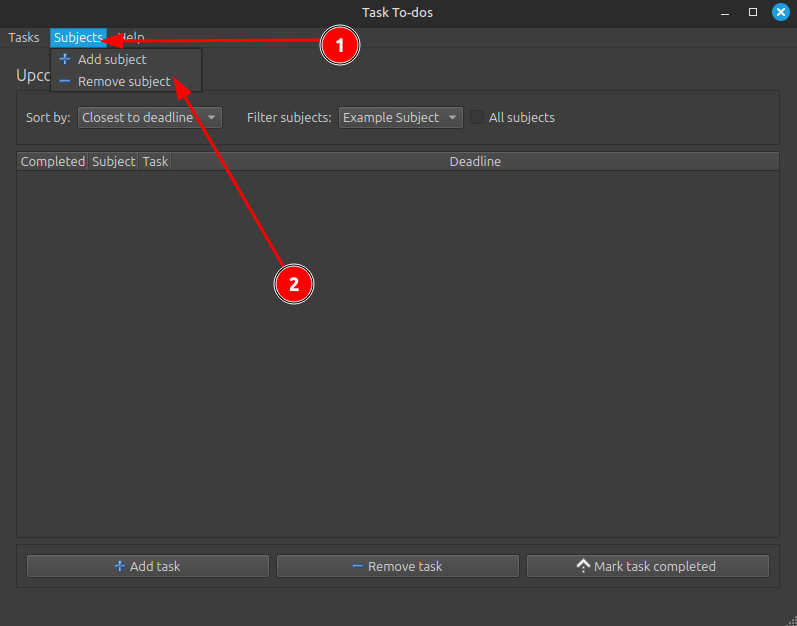 Task To-dos
Tasks Subjects Help
1
Add subject
Remove subject
Sort by: Closest to deadline Filter subjects: Example Subject All subjects
Completed Subject Task Deadline
2
Add task Remove task Mark task completed